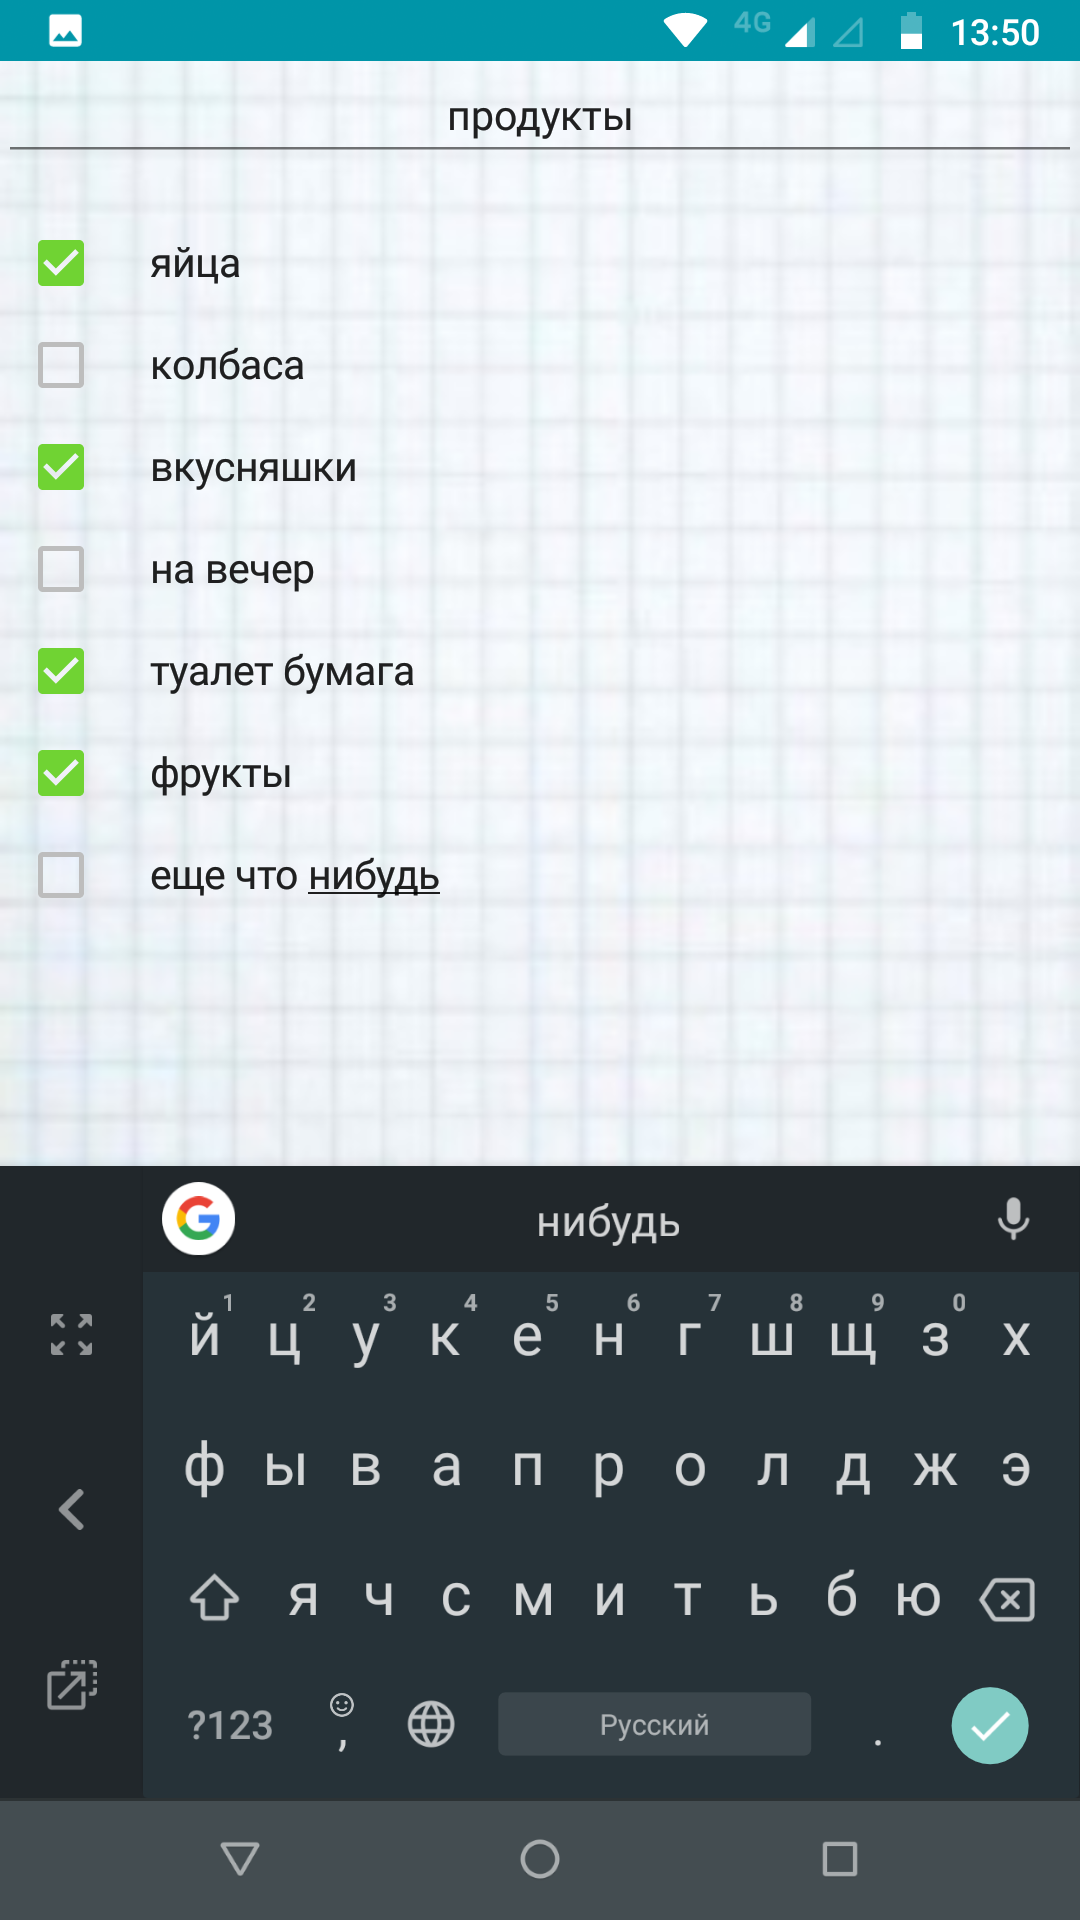 4G 13:50
продукты
яйца
колбаса
вкусняшки
на вечер
туалет бумага
фрукты
еще что нибудь
G нибудь
1 2 3 4 5 6 7 8 9 0
й ц у к е н г ш щ з х
ф ы в а п р о л д ж э
я ч с м и т ь б ю
?123 , Русский .